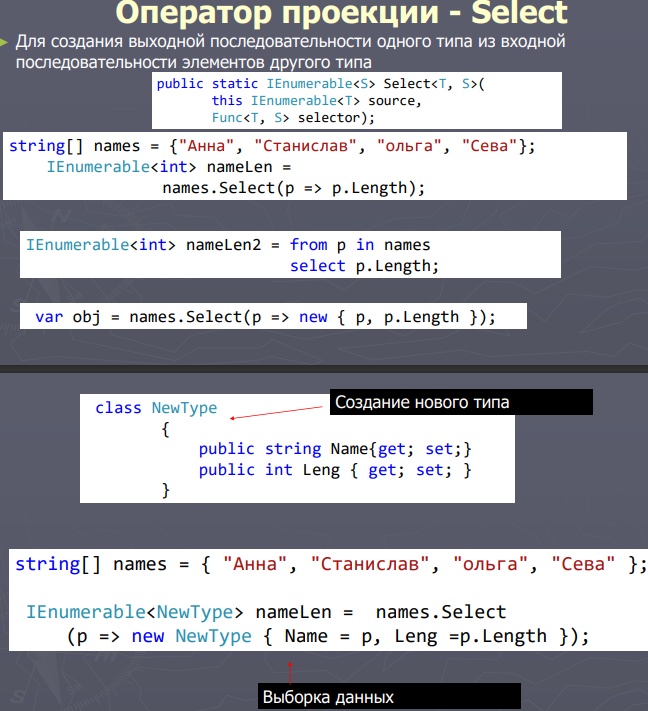 Оператор проекции - Select
Для создания выходной последовательности одного типа из входной
последовательности элементов другого типа
public static IEnumerable<S> Select<T, S>(
this IEnumerable<T> source,
Func<T, S> selector);
string[] names = {"Анна", "Станислав", "ольга", "Сева"};
IEnumerable<int> nameLen =
names.Select(p => p.Length);
IEnumerable<int> nameLen2 = from p in names
select p.Length;
var obj = names.Select(p => new { p, p.Length });
class NewType
Создание нового типа
{
public string Name{get; set;}
public int Leng { get; set; }
}
string[] names = { "Анна", "Станислав", "ольга", "Сева" };
IEnumerable<NewType> nameLen =  names.Select
(p => new NewType { Name = p, Leng =p.Length });
Выборка данных